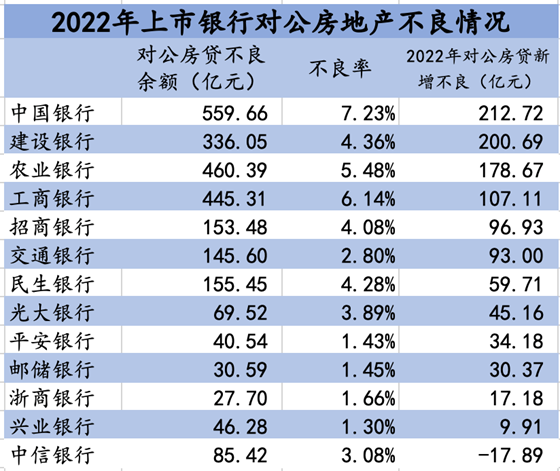 2022年上市银行对公房地产不良情况
对公房贷不良余额（亿元） 不良率 2022年对公房贷新增不良（亿元）
中国银行 559.66 7.23% 212.72
建设银行 336.05 4.36% 200.69
农业银行 460.39 5.48% 178.67
工商银行 445.31 6.14% 107.11
招商银行 153.48 4.08% 96.93
交通银行 145.60 2.80% 93.00
民生银行 155.45 4.28% 59.71
光大银行 69.52 3.89% 45.16
平安银行 40.54 1.43% 34.18
邮储银行 30.59 1.45% 30.37
浙商银行 27.70 1.66% 17.18
兴业银行 46.28 1.30% 9.91
中信银行 85.42 3.08% -17.89